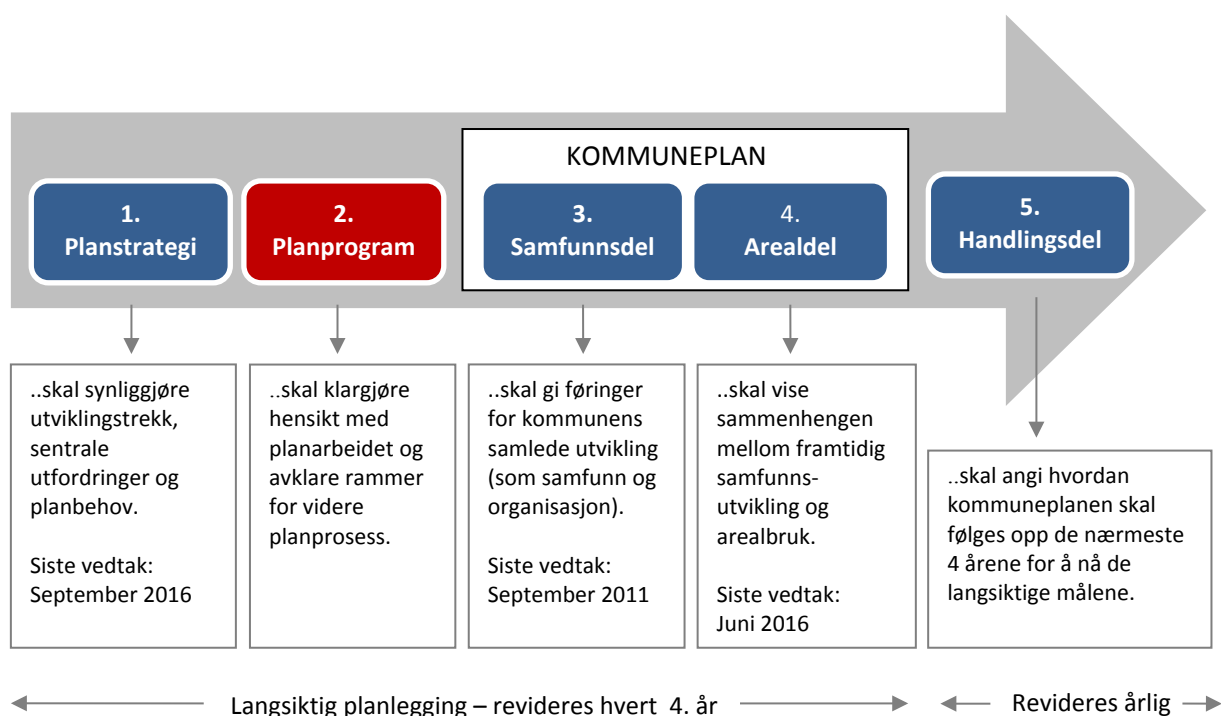 KOMMUNEPLAN
1.
Planstrategi
2.
Planprogram
3.
Samfunnsdel
4.
Arealdel
5.
Handlingsdel
..skal synliggjøre
utviklingstrekk,
sentrale
utfordringer og
planbehov.
Siste vedtak:
September 2016
..skal klargjøre
hensikt med
planarbeidet og
avklare rammer
for videre
planprosess.
..skal gi føringer
for kommunens
samlede utvikling
(som samfunn og
organisasjon).
Siste vedtak:
September 2011
..skal vise
sammenhengen
mellom framtidig
samfunns-
utvikling og
arealbruk.
Siste vedtak:
Juni 2016
..skal angi hvordan
kommuneplanen skal
følges opp de nærmeste
4 årene for å nå de
langsiktige målene.
Langsiktig planlegging – revideres hvert 4. år
Revideres årlig